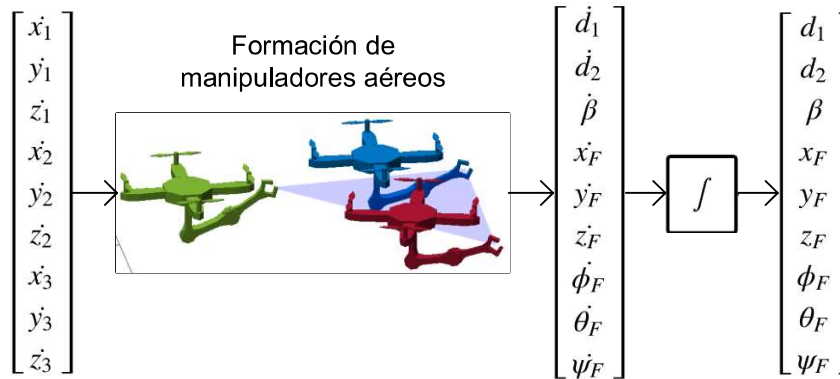 ẋ₁
ẏ₁
ż₁
ẋ₂
ẏ₂
ż₂
ẋ₃
ẏ₃
ż₃
Formación de
manipuladores aéreos
ḋ₁
ḋ₂
β̇
ẋ_F
ẏ_F
ż_F
ϕ̇_F
θ̇_F
ψ̇_F
∫
d₁
d₂
β
x_F
y_F
z_F
ϕ_F
θ_F
ψ_F